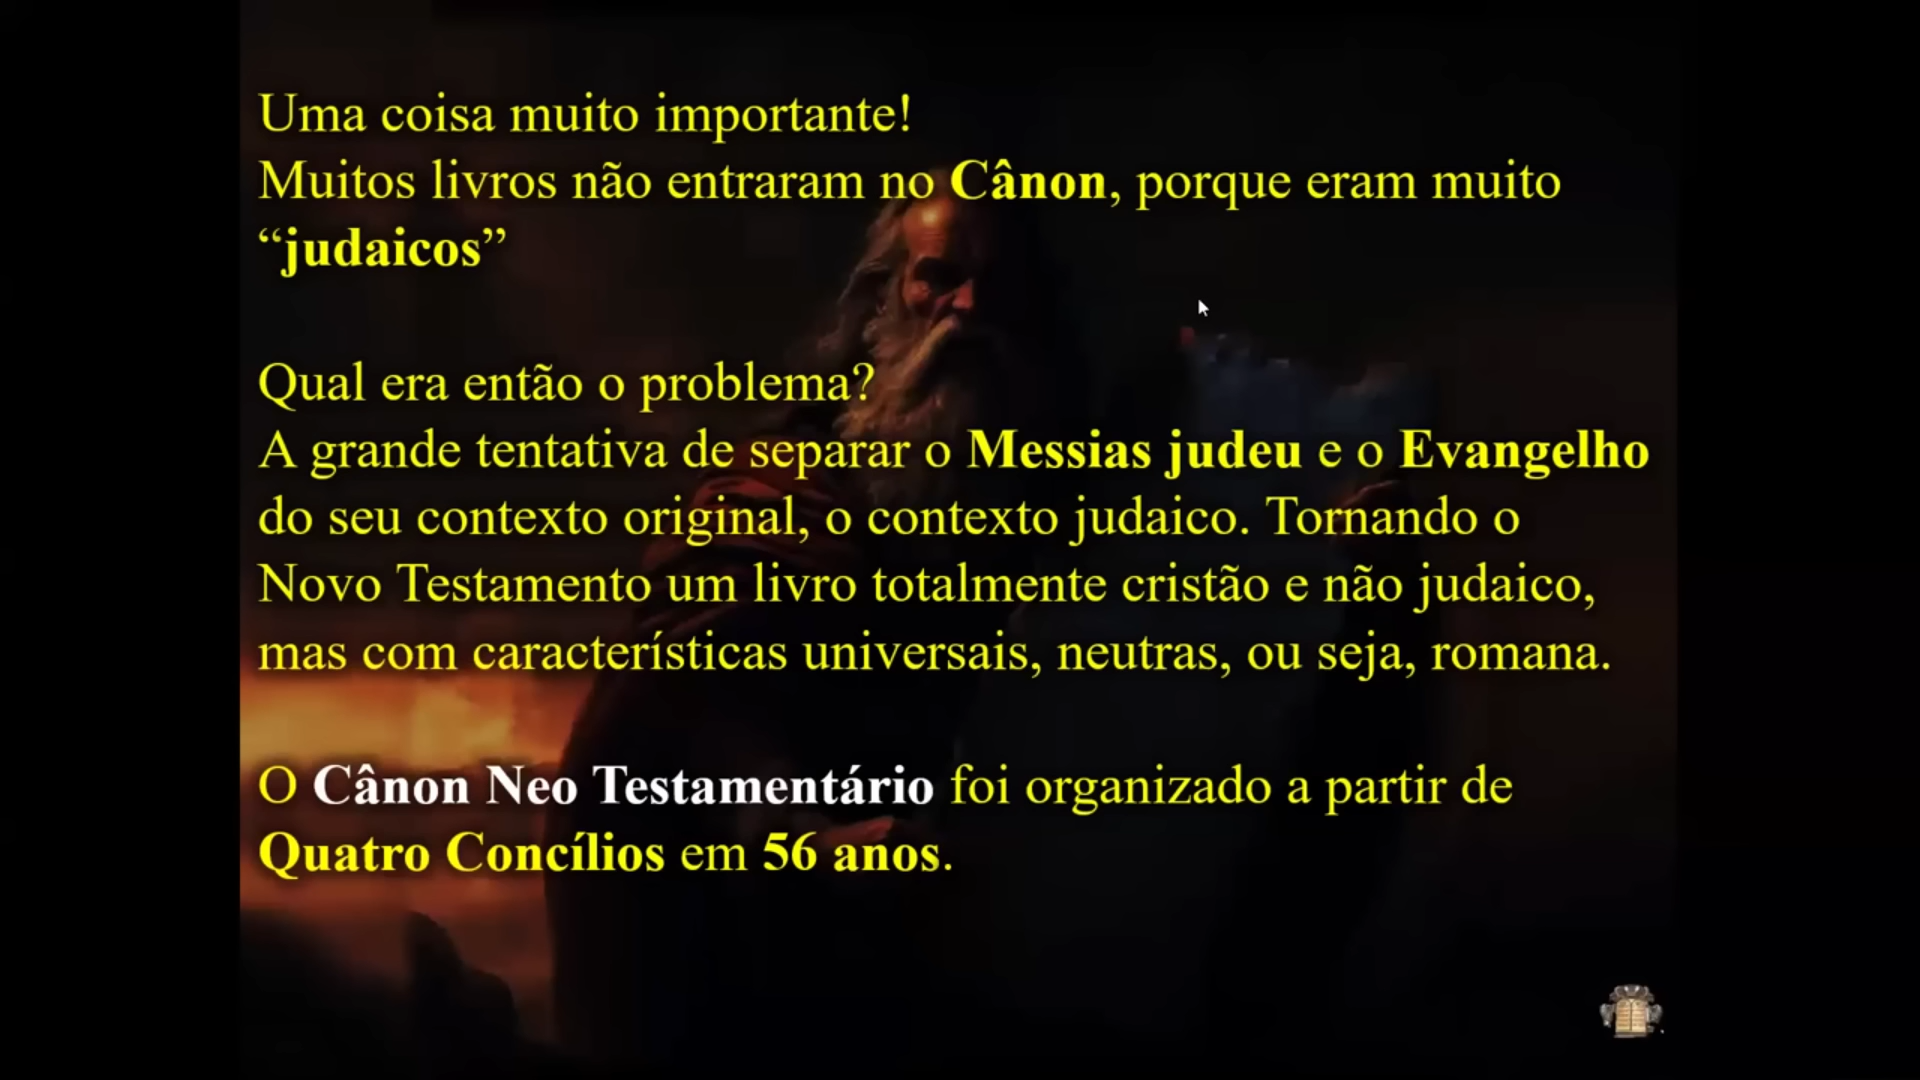 Uma coisa muito importante!
Muitos livros não entraram no Cânon, porque eram muito
“judaicos”
Qual era então o problema?
A grande tentativa de separar o Messias judeu e o Evangelho
do seu contexto original, o contexto judaico. Tornando o
Novo Testamento um livro totalmente cristão e não judaico,
mas com características universais, neutras, ou seja, romana.
O Cânon Neo Testamentário foi organizado a partir de
Quatro Concílios em 56 anos.